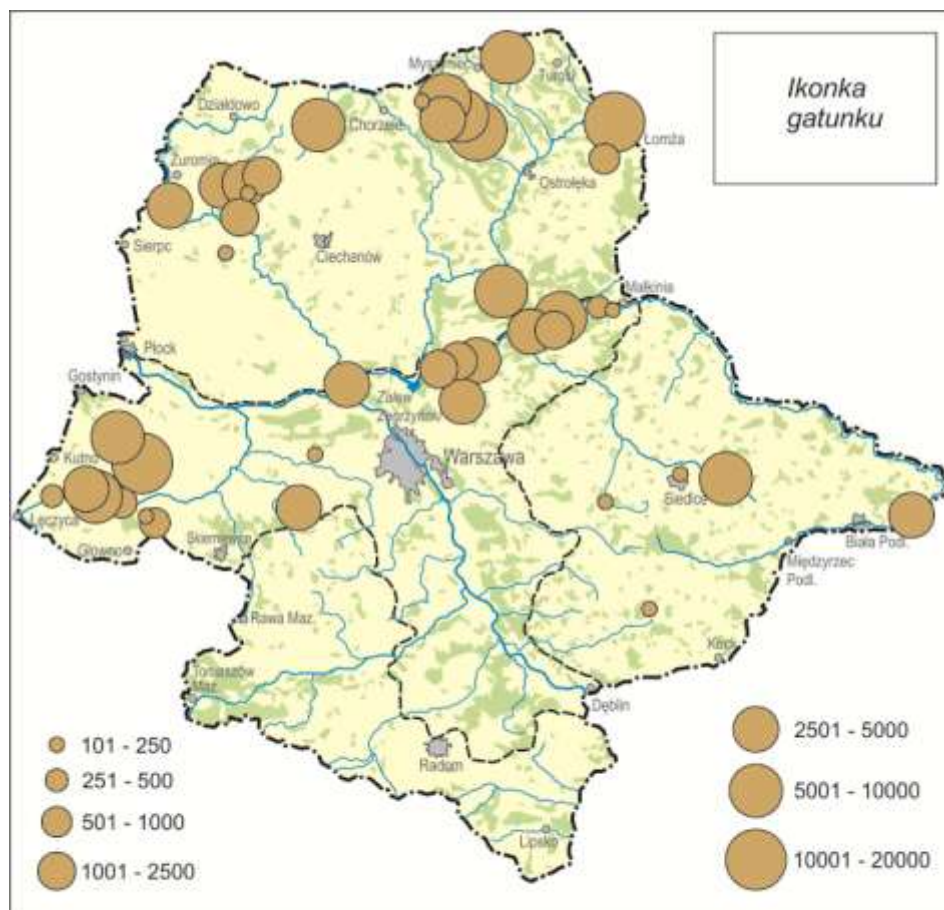 Ikonka
gatunku
Myszyniec
Turośl
Działdowo
Chorzele
Łomża
Żuromin
Ostrołęka
Sierpc
Ciechanów
Małkinia
Płock
Gostynin
Zalew
Zegrzyński
Kutno
Warszawa
Siedlce
Łęczyca
Głowno
Skierniewice
Biała Podl.
Międzyrzec
Podl.
Rawa Maz.
Kock
Tomaszów
Maz.
Dęblin
Radom
Lipsko
101 - 250
251 - 500
501 - 1000
1001 - 2500
2501 - 5000
5001 - 10000
10001 - 20000